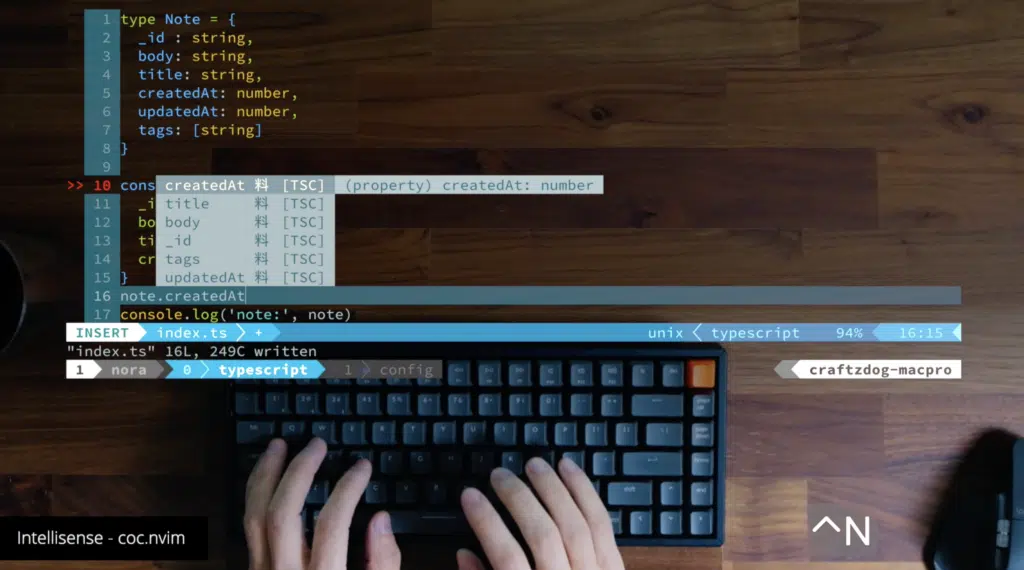 1 type Note = {
2 _id : string,
3 body: string,
4 title: string,
5 createdAt: number,
6 updatedAt: number,
7 tags: [string]
8 }
9
>> 10 cons createdAt 料 [TSC] (property) createdAt: number
11 _i title 料 [TSC]
12 bo body 料 [TSC]
13 ti _id 料 [TSC]
14 cr tags 料 [TSC]
15 } updatedAt 料 [TSC]
16 note.createdAt
17 console.log('note:', note)
INSERT index.ts + unix typescript 94% 16:15
"index.ts" 16L, 249C written
1 nora 0 typescript 1 config craftzdog-macpro
Intellisense - coc.nvim
^N